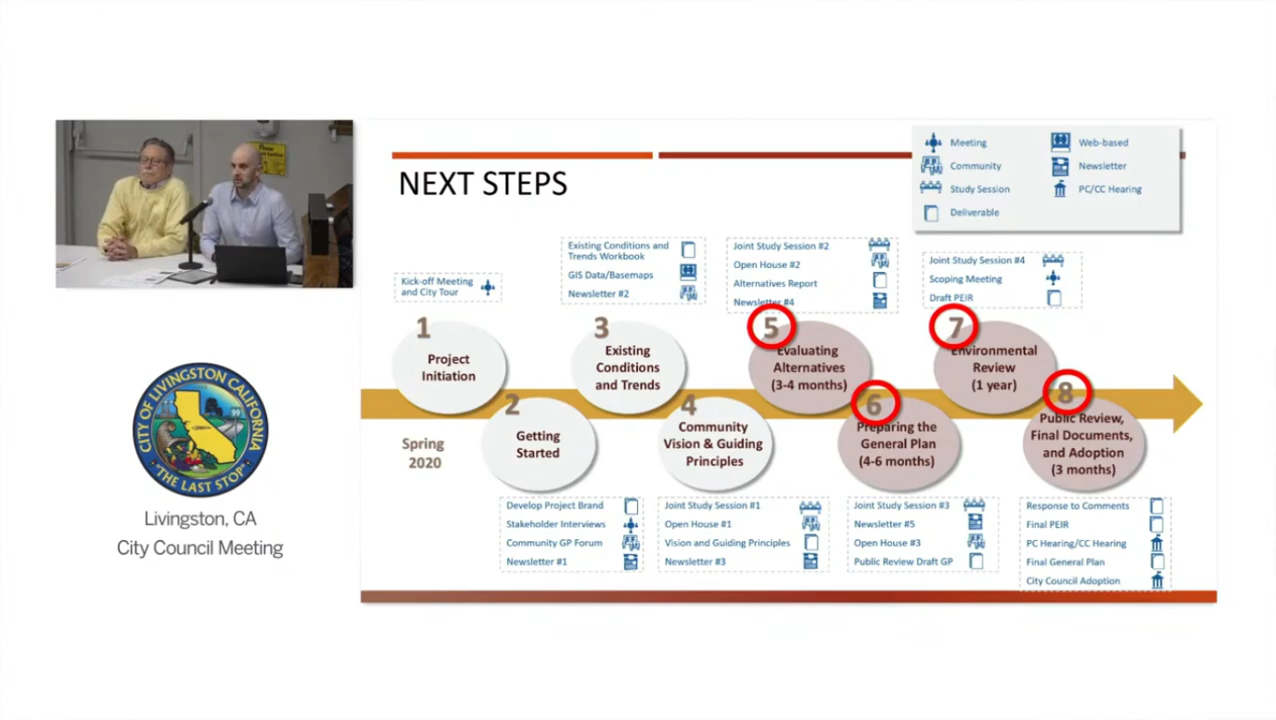 Meeting
Web-based
Community
Newsletter
Study Session
PC/CC Hearing
Deliverable
NEXT STEPS
Kick-off Meeting
and City Tour
Existing Conditions and
Trends Workbook
GIS Data/Basemaps
Newsletter #2
Joint Study Session #2
Open House #2
Alternatives Report
Newsletter #4
Joint Study Session #4
Scoping Meeting
Draft PEIR
1
Project
Initiation
3
Existing
Conditions
and Trends
5
Evaluating
Alternatives
(3-4 months)
7
Environmental
Review
(1 year)
Spring
2020
2
Getting
Started
4
Community
Vision & Guiding
Principles
6
Preparing the
General Plan
(4-6 months)
8
Public Review,
Final Documents,
and Adoption
(3 months)
Develop Project Brand
Stakeholder Interviews
Community GP Forum
Newsletter #1
Joint Study Session #1
Open House #1
Vision and Guiding Principles
Newsletter #3
Joint Study Session #3
Newsletter #5
Open House #3
Public Review Draft GP
Response to Comments
Final PEIR
PC Hearing/CC Hearing
Final General Plan
City Council Adoption
CITY OF LIVINGSTON CALIFORNIA
99
"THE LAST STOP"
Livingston, CA
City Council Meeting